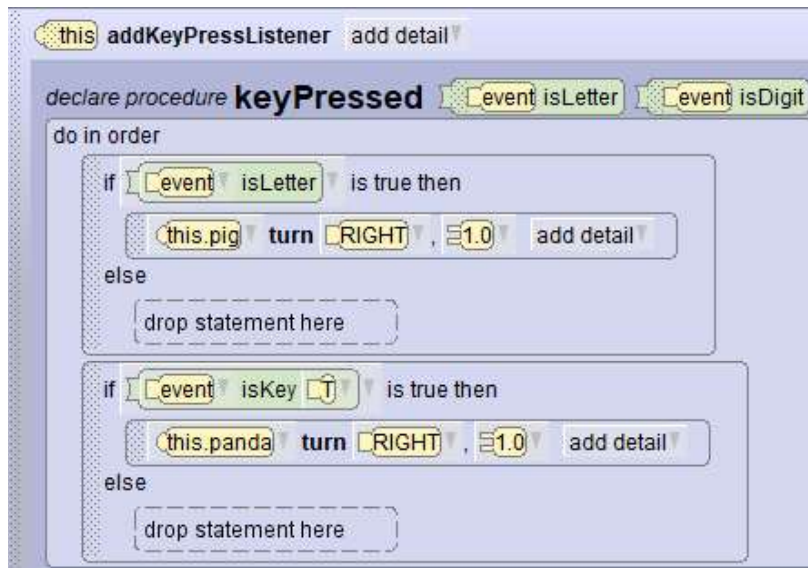 this addKeyPressListener add detail
declare procedure keyPressed event isLetter event isDigit
do in order
if event isLetter is true then
this.pig turn RIGHT , 1.0 add detail
else
drop statement here
if event isKey T is true then
this.panda turn RIGHT , 1.0 add detail
else
drop statement here